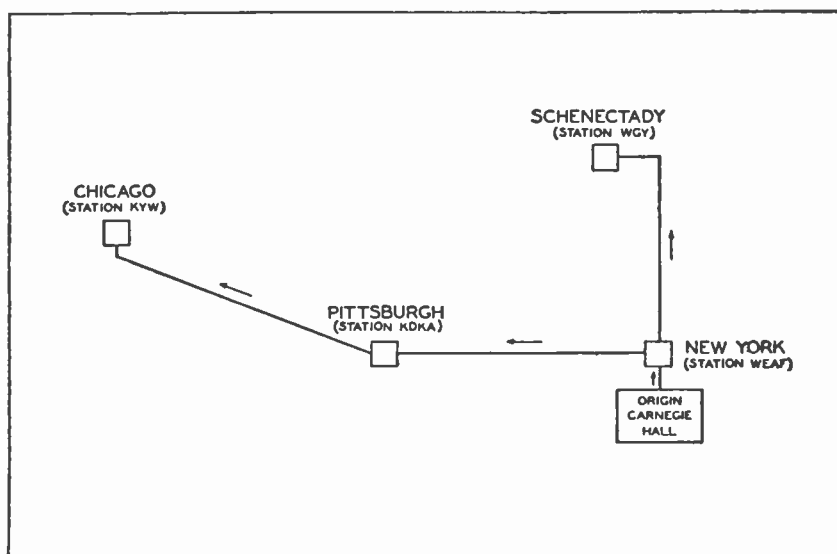 SCHENECTADY
(STATION WGY)
CHICAGO
(STATION KYW)
PITTSBURGH
(STATION KDKA)
NEW YORK
(STATION WEAF)
ORIGIN
CARNEGIE
HALL